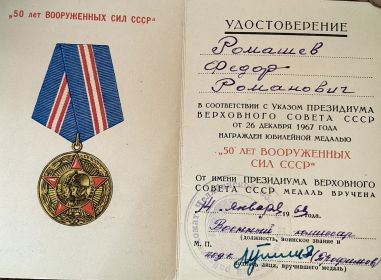 „50 лет ВООРУЖЕННЫХ СИЛ СССР"
УДОСТОВЕРЕНИЕ
Ромашев
Федор
Романович
В СООТВЕТСТВИИ С УКАЗОМ ПРЕЗИДИУМА
ВЕРХОВНОГО СОВЕТА СССР
ОТ 26 ДЕКАБРЯ 1967 ГОДА
НАГРАЖДЕН ЮБИЛЕЙНОЙ МЕДАЛЬЮ
„50 ЛЕТ ВООРУЖЕННЫХ
СИЛ СССР"
ОТ ИМЕНИ ПРЕЗИДИУМА ВЕРХОВНОГО
СОВЕТА СССР МЕДАЛЬ ВРУЧЕНА
января 1969 года.
Военный комиссар
(должность, воинское звание и
М. П.
подпись лица, вручившего медаль)